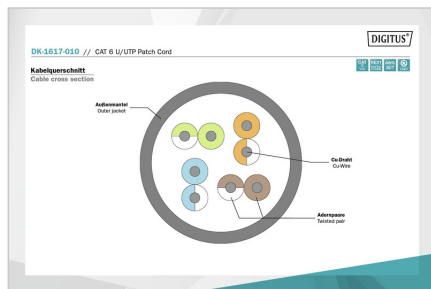 DIGITUS®
DK-1617-010 // CAT 6 U/UTP Patch Cord
Kabelquerschnitt
Cable cross section
Außenmantel
Outer jacket
Cu-Draht
Cu-Wire
Adernpaare
Twisted pair